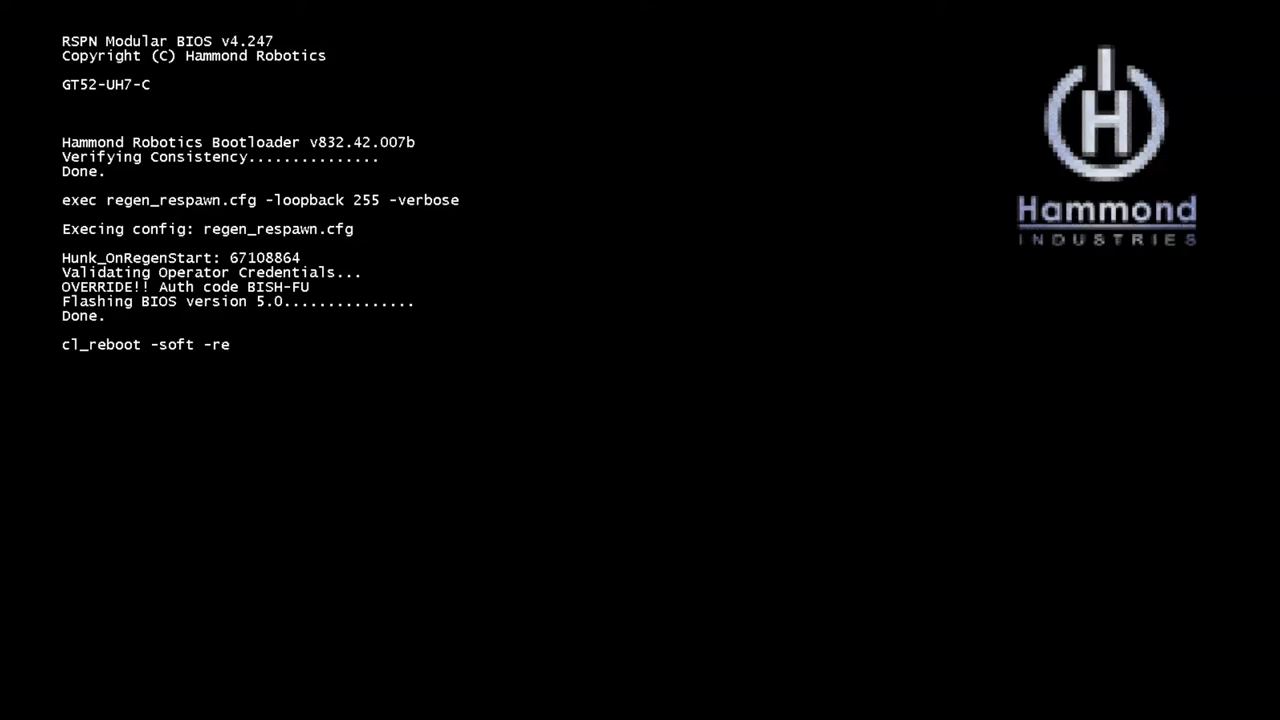 RSPN Modular BIOS v4.247
Copyright (C) Hammond Robotics
GT52-UH7-C
Hammond Robotics Bootloader v832.42.007b
Verifying Consistency...............
Done.
exec regen_respawn.cfg -loopback 255 -verbose
Execing config: regen_respawn.cfg
Hunk_OnRegenStart: 67108864
Validating Operator Credentials...
OVERRIDE!! Auth code BISH-FU
Flashing BIOS version 5.0...............
Done.
cl_reboot -soft -re
H
Hammond
INDUSTRIES